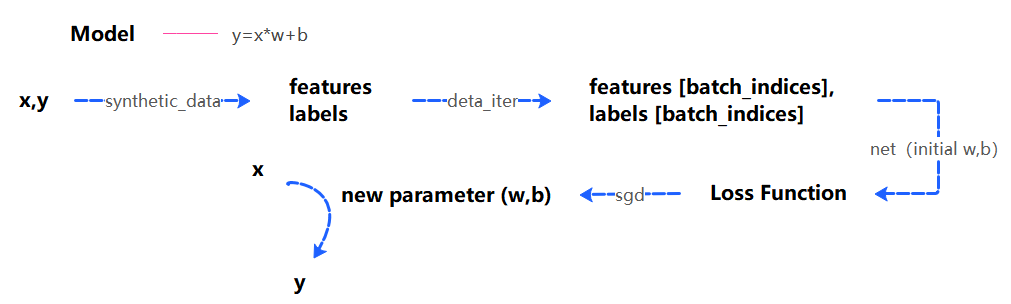 Model y=x*w+b
x,y synthetic_data features
labels deta_iter features [batch_indices],
labels [batch_indices]
net (initial w,b)
x
new parameter (w,b) sgd Loss Function
y